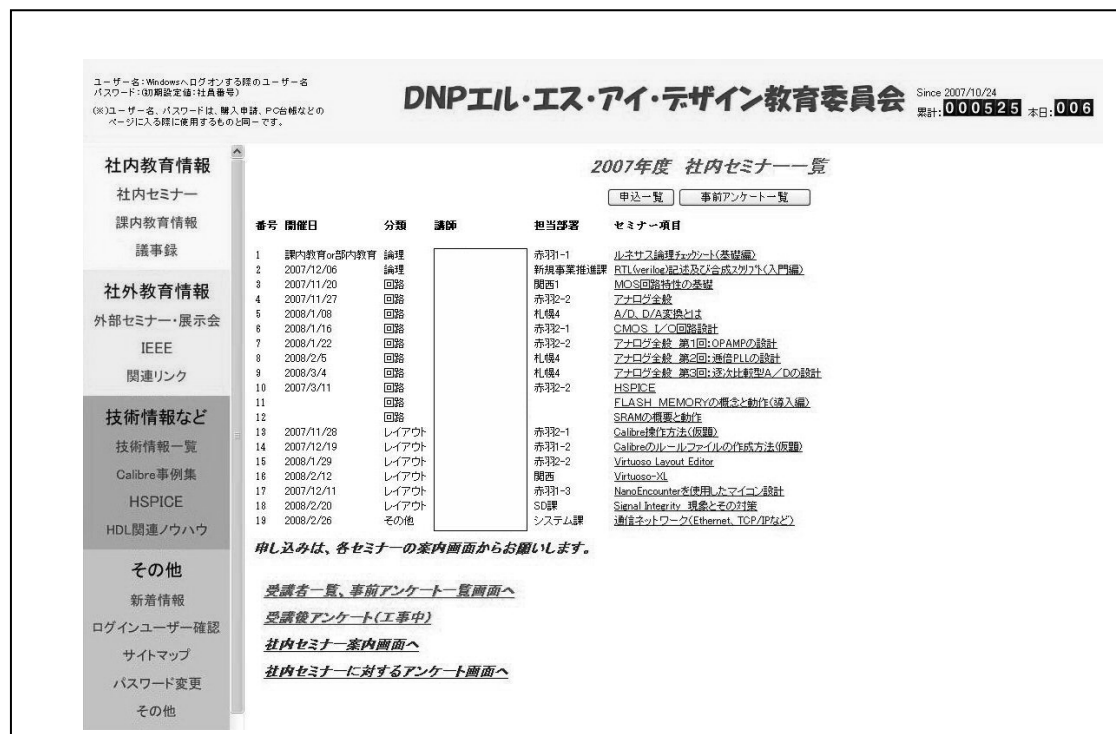 ユーザー名:Windowsへログオンする際のユーザー名
パスワード:(初期設定値:社員番号)
(※)ユーザー名、パスワードは、購入申請、PC台帳などの
ページに入る際に使用するものと同一です。
DNPエル・エス・アイ・デザイン教育委員会
Since 2007/10/24
累計:000525 本日:006
社内教育情報
社内セミナー
課内教育情報
議事録
社外教育情報
外部セミナー・展示会
IEEE
関連リンク
技術情報など
技術情報一覧
Calibre事例集
HSPICE
HDL関連ノウハウ
その他
新着情報
ログインユーザー確認
サイトマップ
パスワード変更
その他
2007年度 社内セミナー一覧
申込一覧 事前アンケート一覧
番号 開催日 分類 講師 担当部署 セミナー項目
1 課内教育or部内教育 論理 赤羽1-1 ルネサス論理チェックシート(基礎編)
2 2007/12/06 論理 新規事業推進課 RTL(verilog)記述及び合成スクリプト(入門編)
3 2007/11/20 回路 関西1 MOS回路特性の基礎
4 2007/11/27 回路 赤羽2-2 アナログ全般
5 2008/1/08 回路 札幌4 A/D、D/A変換とは
6 2008/1/16 回路 赤羽2-1 CMOS I/O回路設計
7 2008/1/22 回路 赤羽2-2 アナログ全般 第1回:OPAMPの設計
8 2008/2/5 回路 札幌4 アナログ全般 第2回:逓倍PLLの設計
9 2008/3/4 回路 札幌4 アナログ全般 第3回:逐次比較型A/Dの設計
10 2007/3/11 回路 赤羽2-2 HSPICE
11 回路 FLASH MEMORYの概念と動作(導入編)
12 回路 SRAMの概要と動作
13 2007/11/28 レイアウト 赤羽2-1 Calibre操作方法(仮題)
14 2007/12/19 レイアウト 赤羽1-2 Calibreのルールファイルの作成方法(仮題)
15 2008/1/29 レイアウト 赤羽2-2 Virtuoso Layout Editor
16 2008/2/12 レイアウト 関西 Virtuoso-XL
17 2007/12/11 レイアウト 赤羽1-3 NanoEncounterを使用したマイコン設計
18 2008/2/20 レイアウト SD課 Signal Integrity 現象とその対策
19 2008/2/26 その他 システム課 通信ネットワーク(Ethernet、TCP/IPなど)
申し込みは、各セミナーの案内画面からお願いします。
受講者一覧、事前アンケート一覧画面へ
受講後アンケート(工事中)
社内セミナー案内画面へ
社内セミナーに対するアンケート画面へ